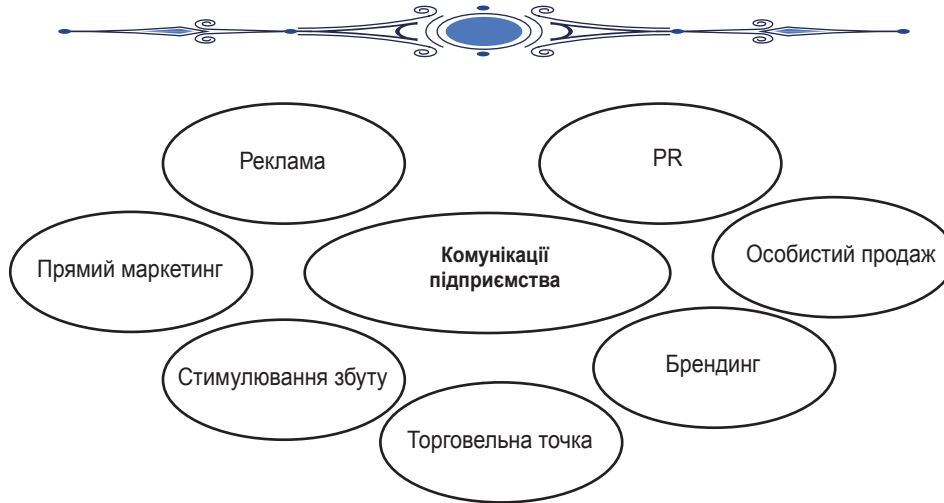 Реклама
PR
Прямий маркетинг
Комунікації
підприємства
Особистий продаж
Стимулювання збуту
Брендинг
Торговельна точка